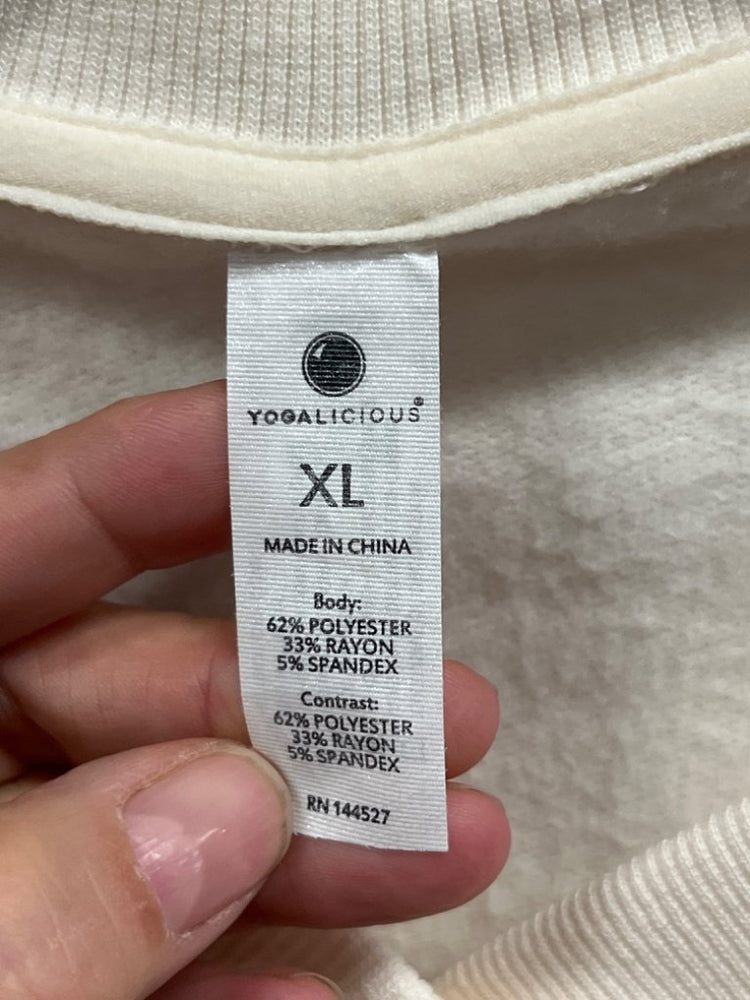 YOGALICIOUS®
XL
MADE IN CHINA
Body:
62% POLYESTER
33% RAYON
5% SPANDEX
Contrast:
62% POLYESTER
33% RAYON
5% SPANDEX
RN 144527